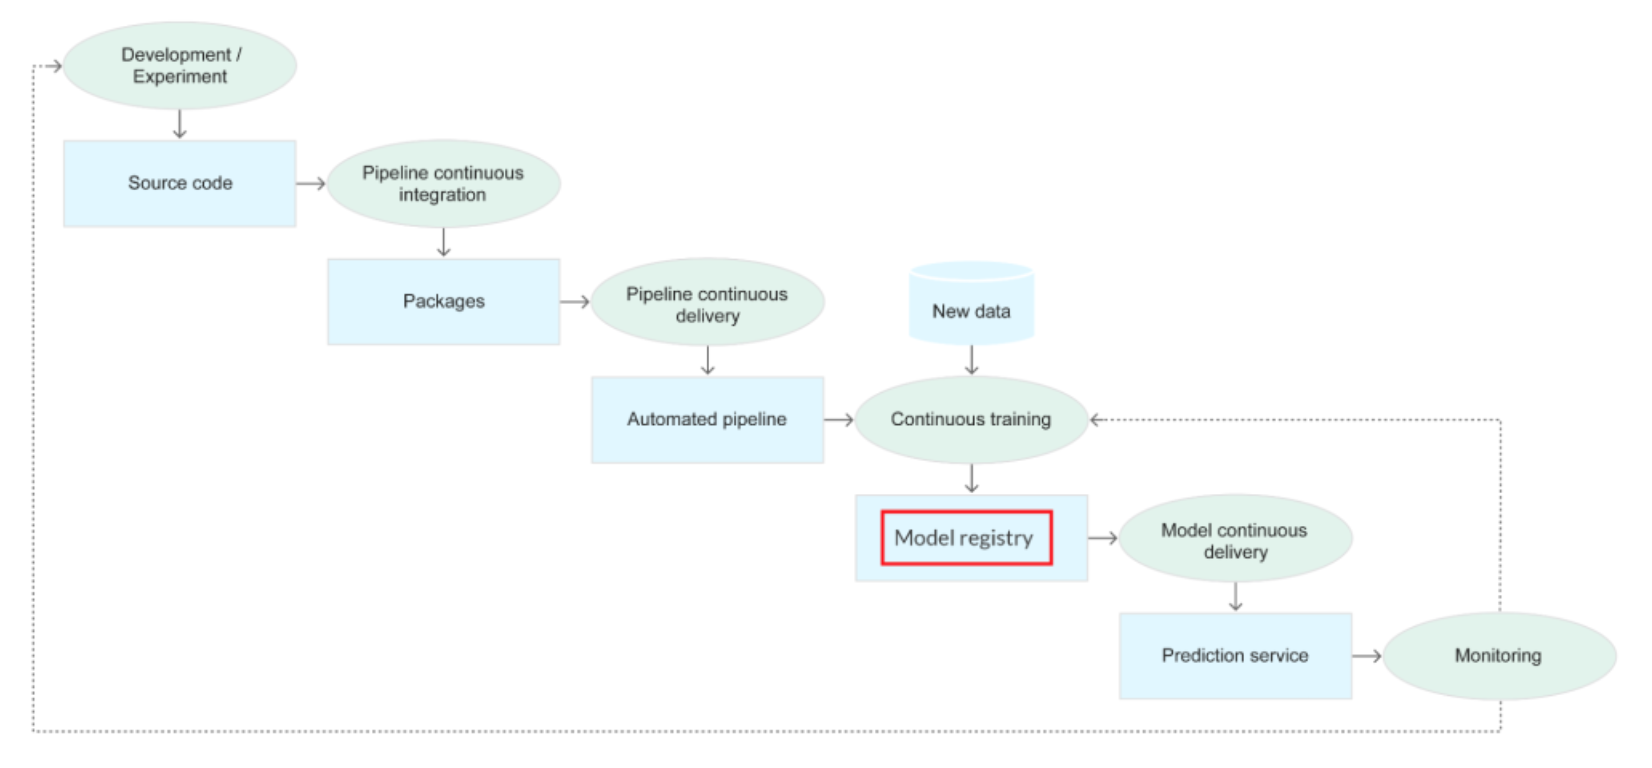 Development /
Experiment
Source code
Pipeline continuous
integration
Packages
Pipeline continuous
delivery
New data
Automated pipeline
Continuous training
Model registry
Model continuous
delivery
Prediction service
Monitoring